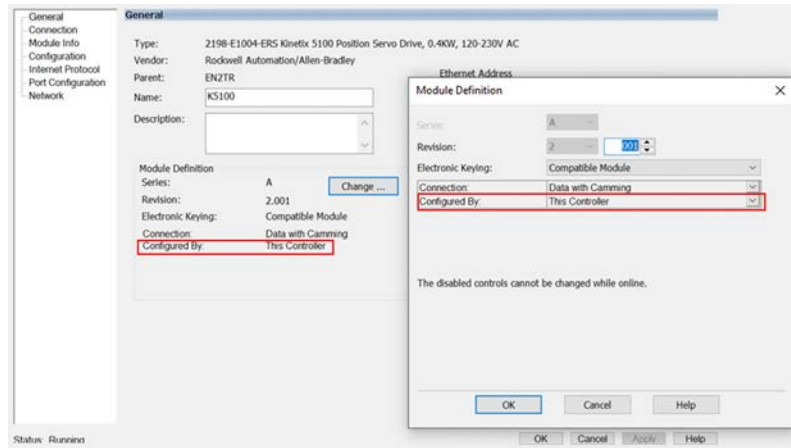 General
Connection
Module Info
Configuration
Internet Protocol
Port Configuration
Network
General
Type: 2198-E1004-ERS Kinetix 5100 Position Servo Drive, 0.4KW, 120-230V AC
Vendor: Rockwell Automation/Allen-Bradley
Parent: EN2TR
Ethernet Address
Name: K5100
Description:
Module Definition
Series: A Change ...
Revision: 2.001
Electronic Keying: Compatible Module
Connection: Data with Camming
Configured By: This Controller
Module Definition
Series: A
Revision: 2 001
Electronic Keying: Compatible Module
Connection: Data with Camming
Configured By: This Controller
The disabled controls cannot be changed while online.
OK Cancel Help
Status: Running
OK Cancel Apply Help